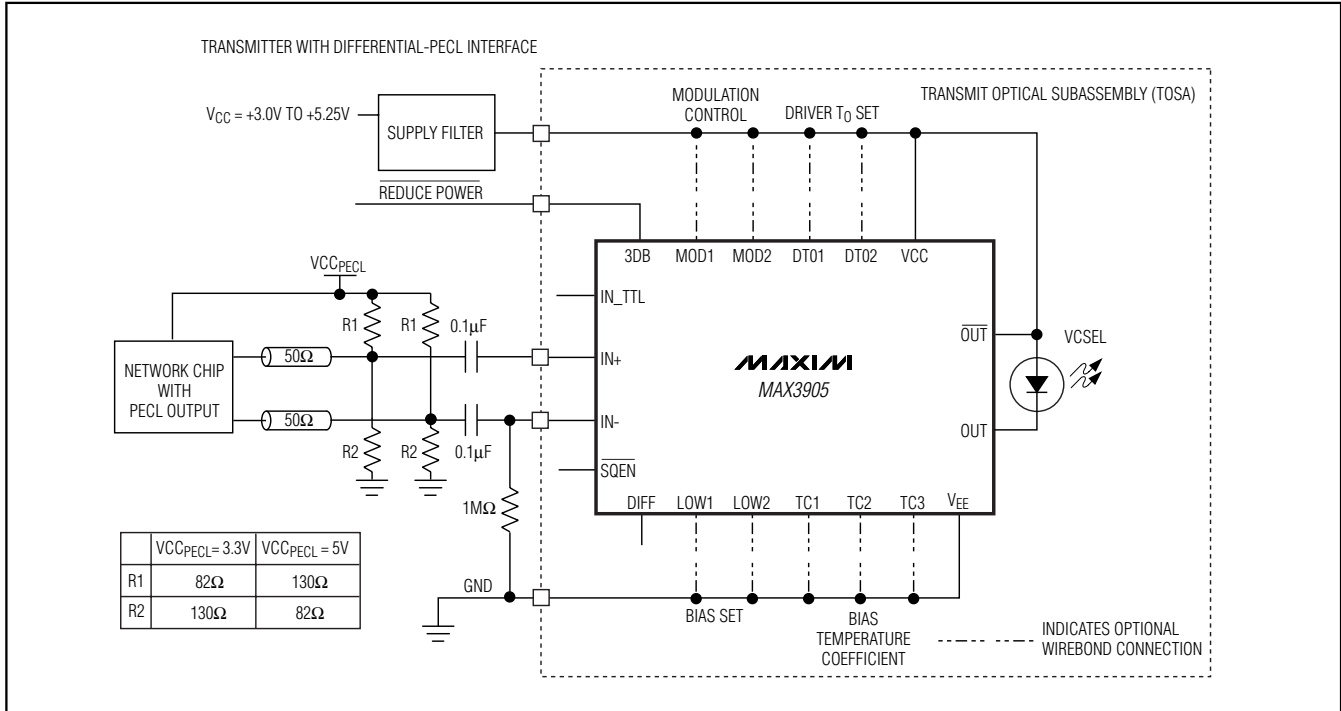 TRANSMITTER WITH DIFFERENTIAL-PECL INTERFACE
TRANSMIT OPTICAL SUBASSEMBLY (TOSA)
VCC = +3.0V TO +5.25V
SUPPLY FILTER
MODULATION
CONTROL
DRIVER T0 SET
REDUCE POWER
3DB
MOD1
MOD2
DT01
DT02
VCC
VCCPECL
IN_TTL
R1
R1
0.1µF
50Ω
IN+
MAXIM
MAX3905
OUT
VCSEL
NETWORK CHIP
WITH
PECL OUTPUT
50Ω
IN-
OUT
R2
R2
0.1µF
SQEN
1MΩ
DIFF
LOW1
LOW2
TC1
TC2
TC3
VEE
VCCPECL= 3.3V VCCPECL = 5V
R1 82Ω 130Ω
R2 130Ω 82Ω
GND
BIAS SET
BIAS
TEMPERATURE
COEFFICIENT
INDICATES OPTIONAL
WIREBOND CONNECTION